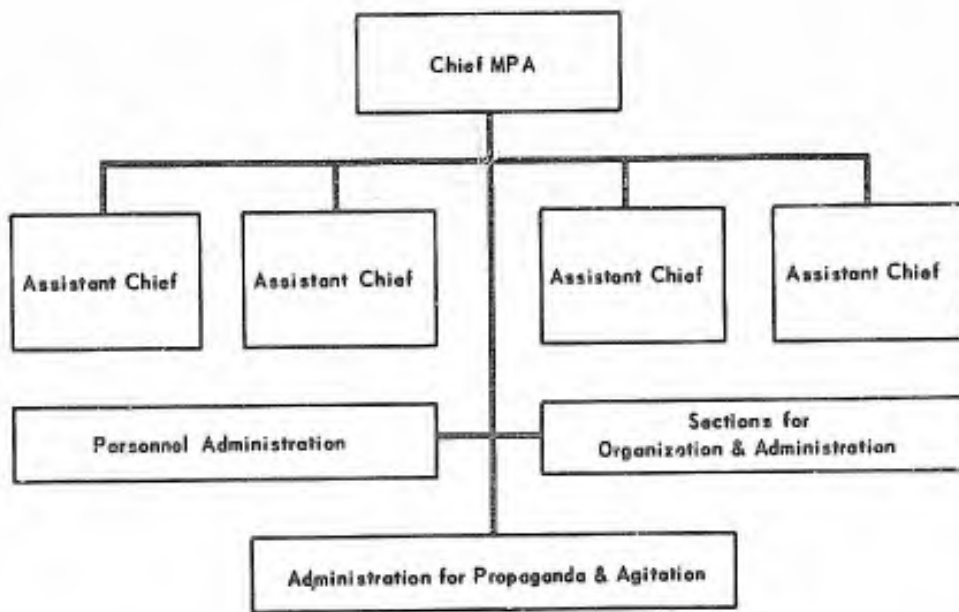 Chief MPA
Assistant Chief
Assistant Chief
Assistant Chief
Assistant Chief
Personnel Administration
Sections for
Organization & Administration
Administration for Propaganda & Agitation